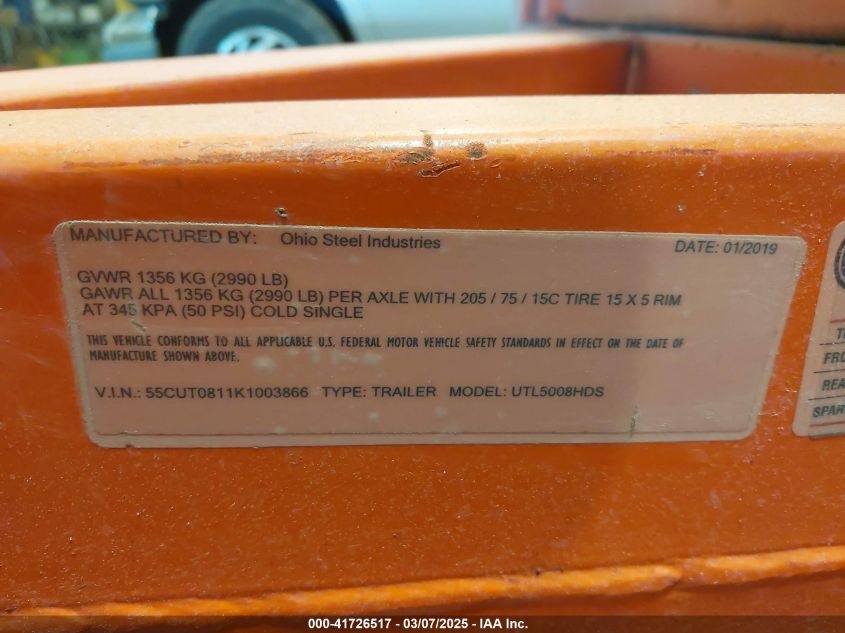 MANUFACTURED BY: Ohio Steel Industries DATE: 01/2019
GVWR 1356 KG (2990 LB)
GAWR ALL 1356 KG (2990 LB) PER AXLE WITH 205 / 75 / 15C TIRE 15 X 5 RIM
AT 345 KPA (50 PSI) COLD SINGLE
THIS VEHICLE CONFORMS TO ALL APPLICABLE U.S. FEDERAL MOTOR VEHICLE SAFETY STANDARDS IN EFFECT ON THE DATE OF
MANUFACTURE SHOWN ABOVE.
V.I.N.: 55CUT0811K1003866 TYPE: TRAILER MODEL: UTL5008HDS
REA
SPAR
000-41726517 — 03/07/2025 - IAA Inc.